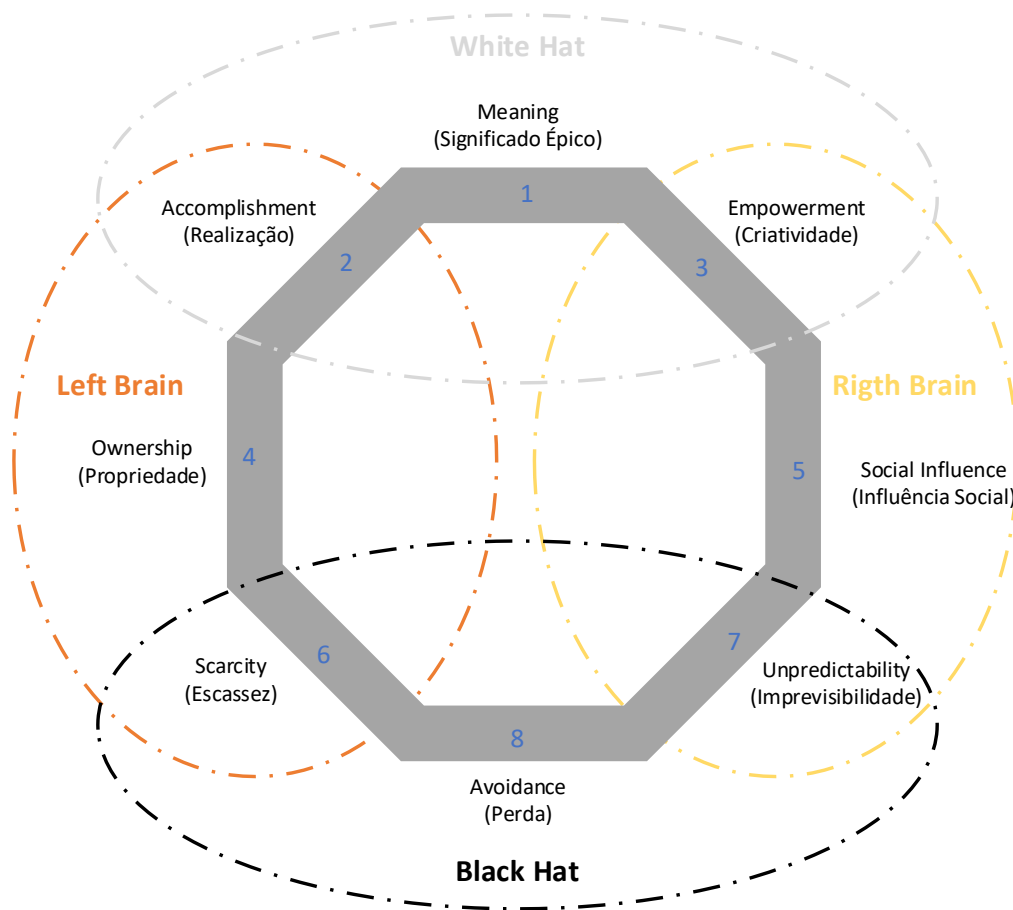 White Hat
Meaning
(Significado Épico)
1
Accomplishment
(Realização)
2
Empowerment
(Criatividade)
3
Left Brain
Rigth Brain
Ownership
(Propriedade)
4
5
Social Influence
(Influência Social)
Scarcity
(Escassez)
6
7
Unpredictability
(Imprevisibilidade)
8
Avoidance
(Perda)
Black Hat